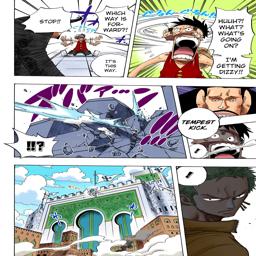 STOP!!
WHICH
WAY IS
FOR-
WARD?!
IT'S
THIS WAY.
HUUH?!
WHAT?
WHAT'S
GOING
ON?
I'M
GETTING
DIZZY!!
TEMPEST
KICK.
!!?